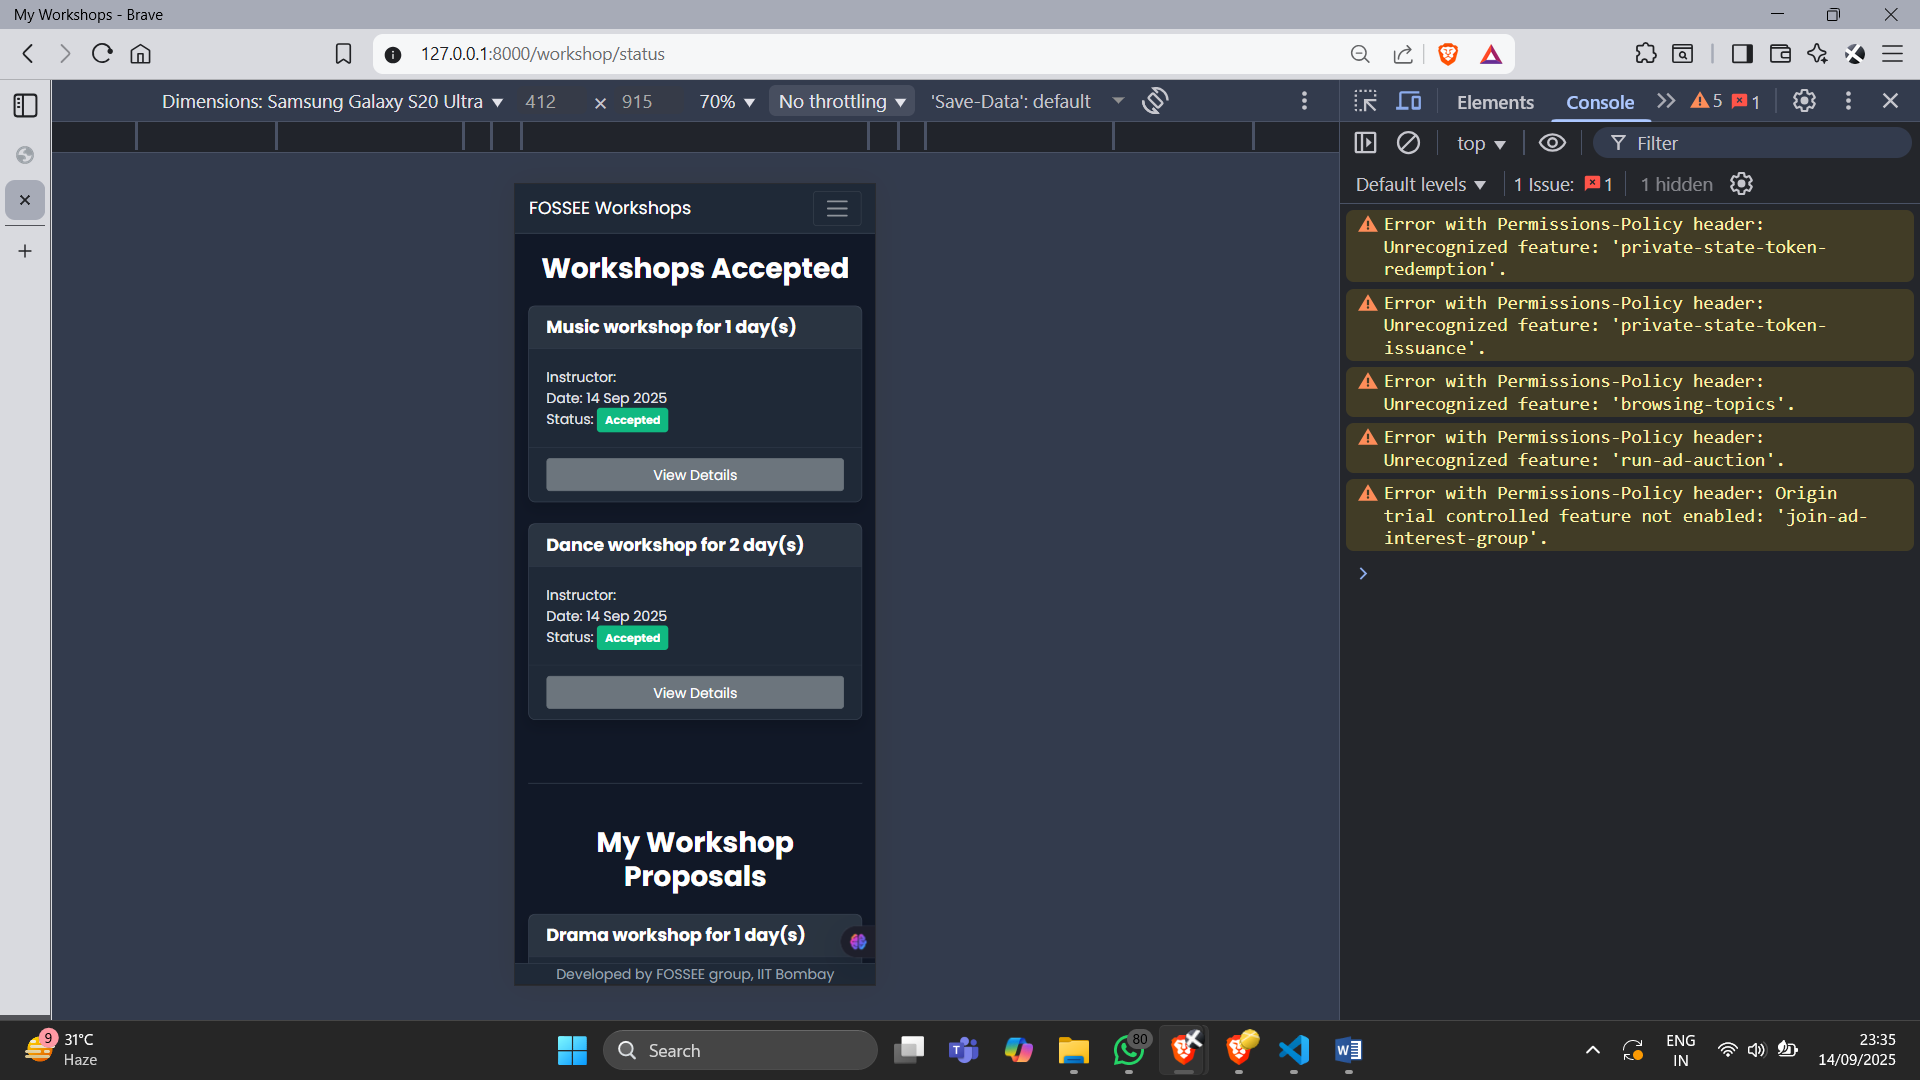 My Workshops - Brave
127.0.0.1:8000/workshop/status
Dimensions: Samsung Galaxy S20 Ultra ▼ 412 × 915 70% ▼ No throttling ▼ 'Save-Data': default
Elements Console 5 1
top ▼ Filter
Default levels ▼ 1 Issue: 1 1 hidden
FOSSEE Workshops
Workshops Accepted
Music workshop for 1 day(s)
Instructor:
Date: 14 Sep 2025
Status: Accepted
View Details
Dance workshop for 2 day(s)
Instructor:
Date: 14 Sep 2025
Status: Accepted
View Details
My Workshop
Proposals
Drama workshop for 1 day(s)
Developed by FOSSEE group, IIT Bombay
Error with Permissions-Policy header:
Unrecognized feature: 'private-state-token-
redemption'.
Error with Permissions-Policy header:
Unrecognized feature: 'private-state-token-
issuance'.
Error with Permissions-Policy header:
Unrecognized feature: 'browsing-topics'.
Error with Permissions-Policy header:
Unrecognized feature: 'run-ad-auction'.
Error with Permissions-Policy header: Origin
trial controlled feature not enabled: 'join-ad-
interest-group'.
9
31°C
Haze
Search
80
ENG
IN
23:35
14/09/2025